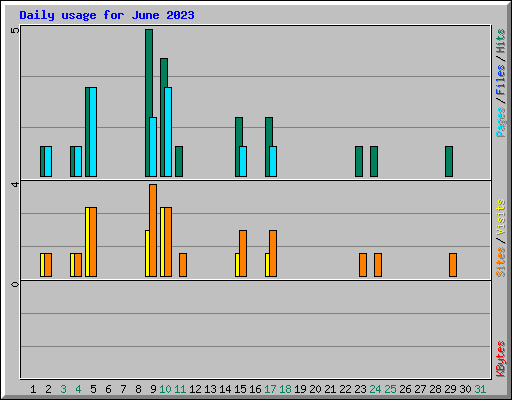 Daily usage for June 2023
5
4
0
Pages / Files / Hits
Sites / Visits
KBytes
1 2 3 4 5 6 7 8 9 10 11 12 13 14 15 16 17 18 19 20 21 22 23 24 25 26 27 28 29 30 31